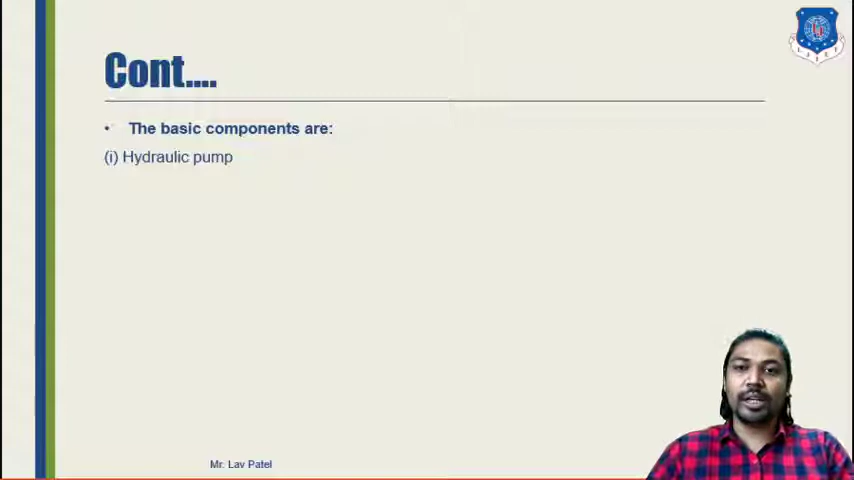 Cont....
• The basic components are:
(i) Hydraulic pump
Mr. Lav Patel